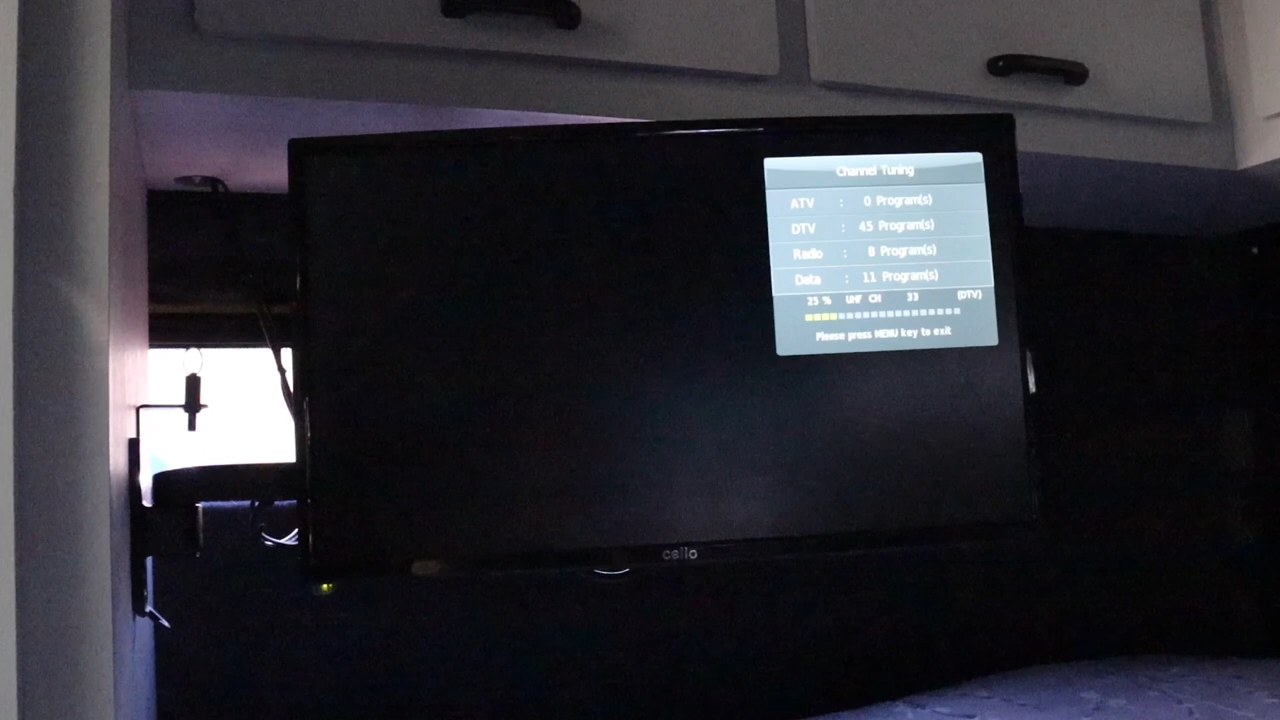 Channel Tuning
ATV : 0 Program(s)
DTV : 45 Program(s)
Radio : 8 Program(s)
Data : 11 Program(s)
25 % UHF CH 33 (DTV)
Please press MENU key to exit
cello